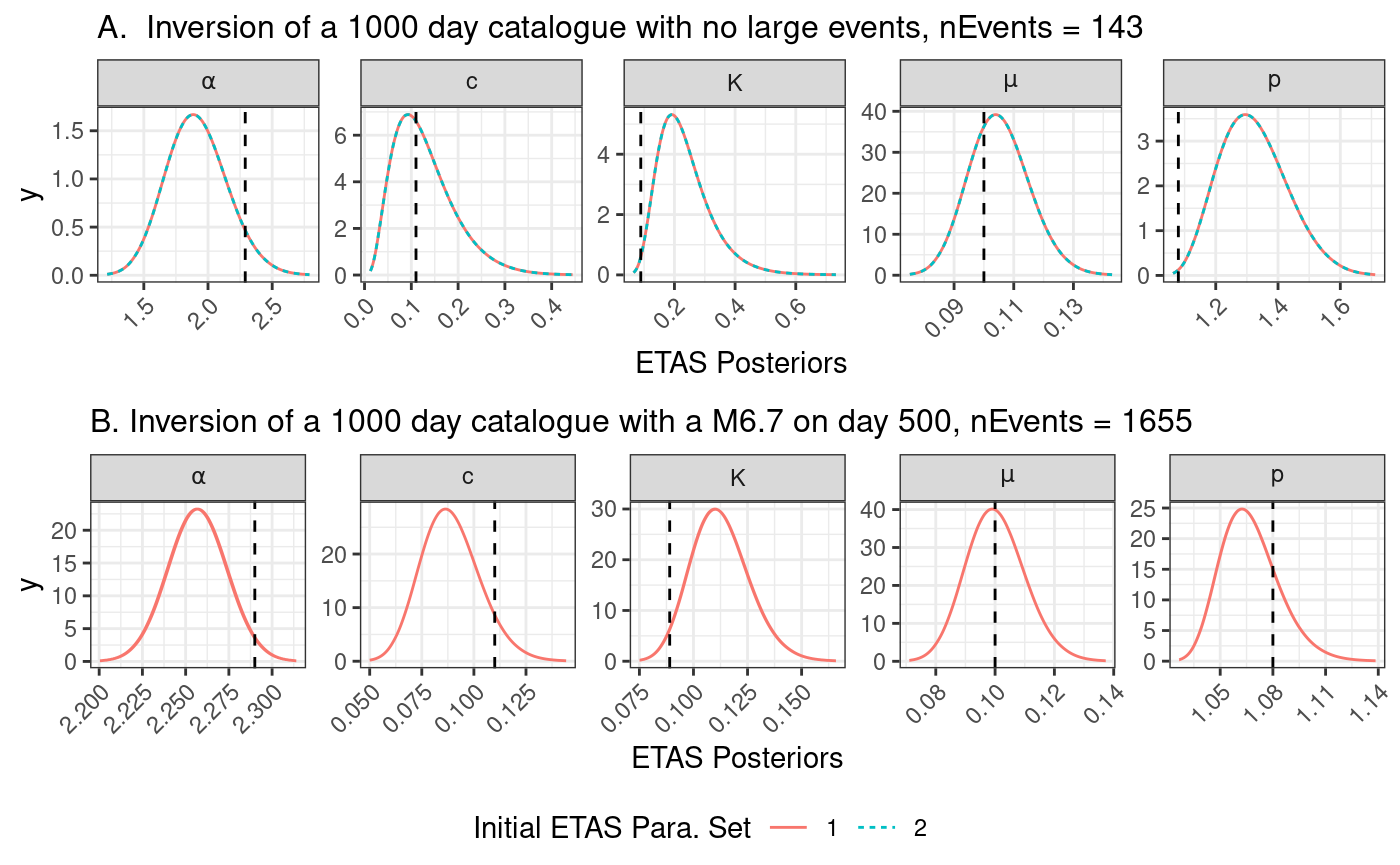 A. Inversion of a 1000 day catalogue with no large events, nEvents = 143
α c K μ p
y
1.5 1.0 0.5 0.0
6 4 2 0
4 2 0
40 30 20 10 0
3 2 1 0
1.5 2.0 2.5
0.0 0.1 0.2 0.3 0.4
0.2 0.4 0.6
0.09 0.11 0.13
1.2 1.4 1.6
ETAS Posteriors
B. Inversion of a 1000 day catalogue with a M6.7 on day 500, nEvents = 1655
α c K μ p
y
20 15 10 5 0
20 10 0
30 20 10 0
40 30 20 10 0
25 20 15 10 5 0
2.200 2.225 2.250 2.275 2.300
0.050 0.075 0.100 0.125
0.075 0.100 0.125 0.150
0.08 0.10 0.12 0.14
1.05 1.08 1.11 1.14
ETAS Posteriors
Initial ETAS Para. Set 1 2